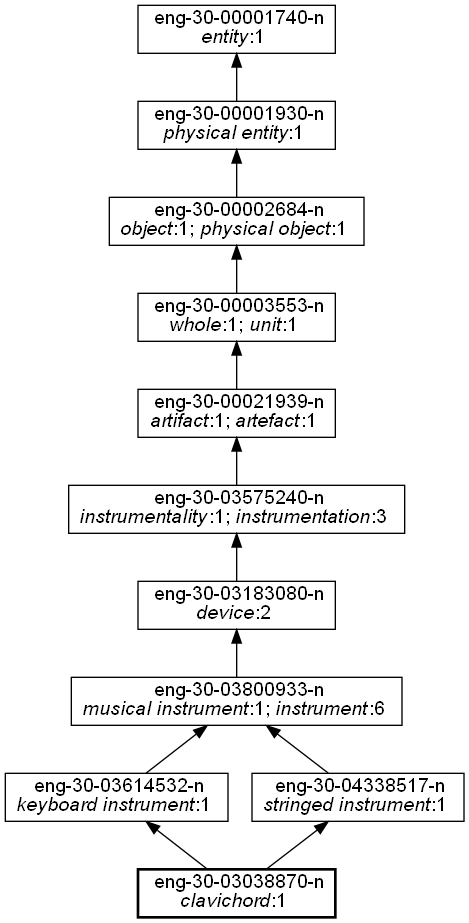 eng-30-00001740-n
entity:1
eng-30-00001930-n
physical entity:1
eng-30-00002684-n
object:1; physical object:1
eng-30-00003553-n
whole:1; unit:1
eng-30-00021939-n
artifact:1; artefact:1
eng-30-03575240-n
instrumentality:1; instrumentation:3
eng-30-03183080-n
device:2
eng-30-03800933-n
musical instrument:1; instrument:6
eng-30-03614532-n
keyboard instrument:1
eng-30-04338517-n
stringed instrument:1
eng-30-03038870-n
clavichord:1